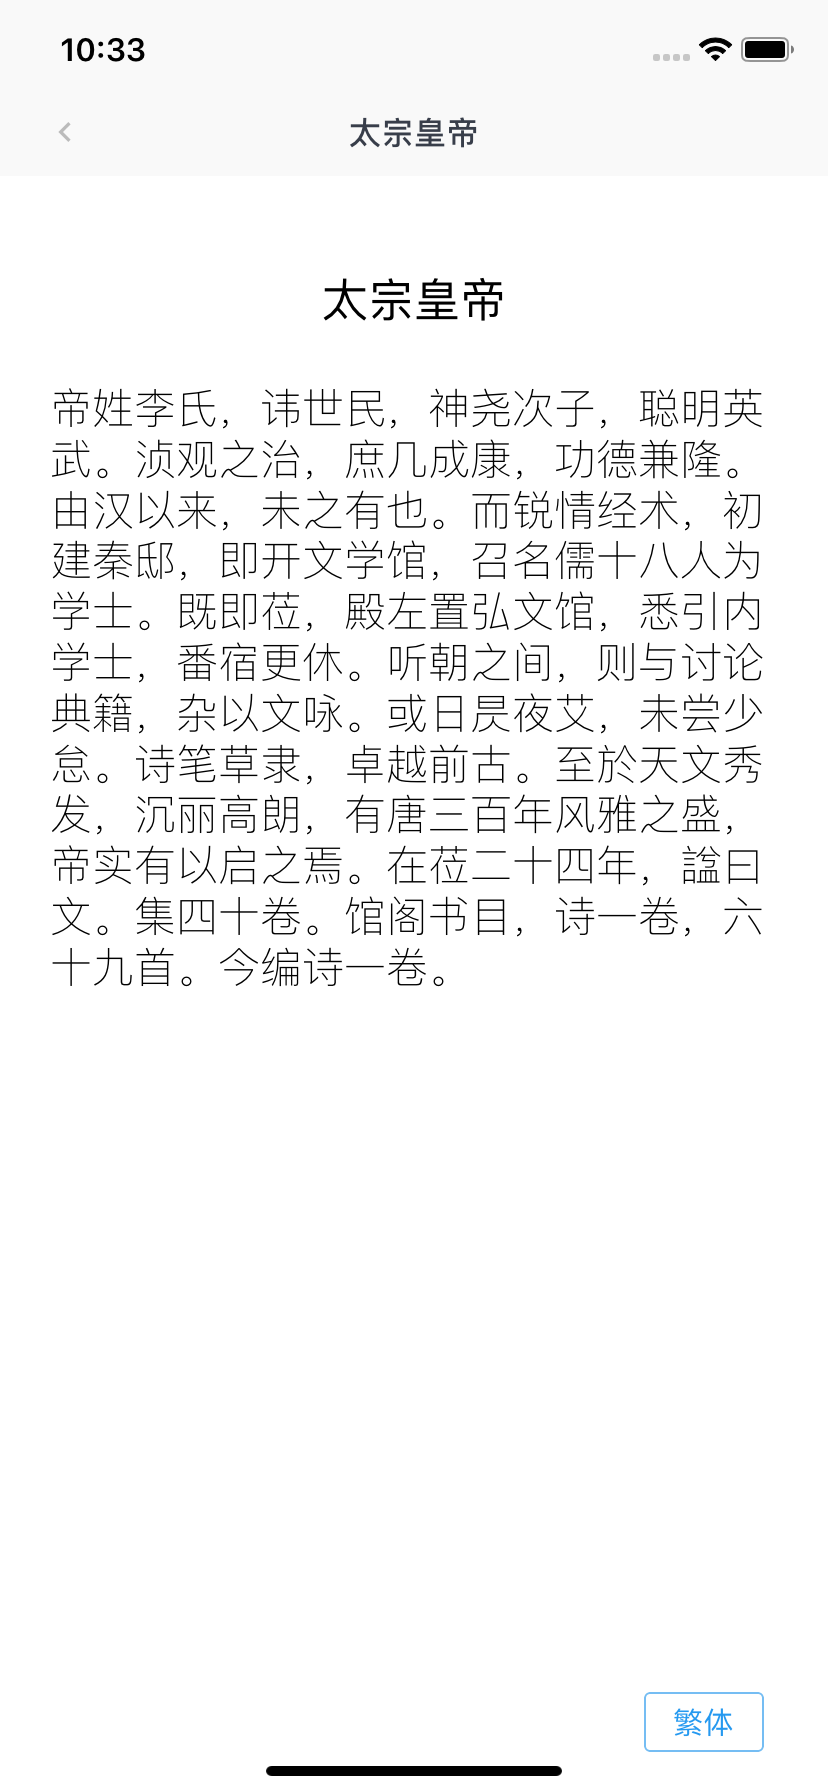 10:33
太宗皇帝
太宗皇帝
帝姓李氏，讳世民，神尧次子，聪明英
武。浈观之治，庶几成康，功德兼隆。
由汉以来，未之有也。而锐情经术，初
建秦邸，即开文学馆，召名儒十八人为
学士。既即莅，殿左置弘文馆，悉引内
学士，番宿更休。听朝之间，则与讨论
典籍，杂以文咏。或日昃夜艾，未尝少
怠。诗笔草隶，卓越前古。至於天文秀
发，沉丽高朗，有唐三百年风雅之盛，
帝实有以启之焉。在莅二十四年，諡曰
文。集四十卷。馆阁书目，诗一卷，六
十九首。今编诗一卷。
繁体